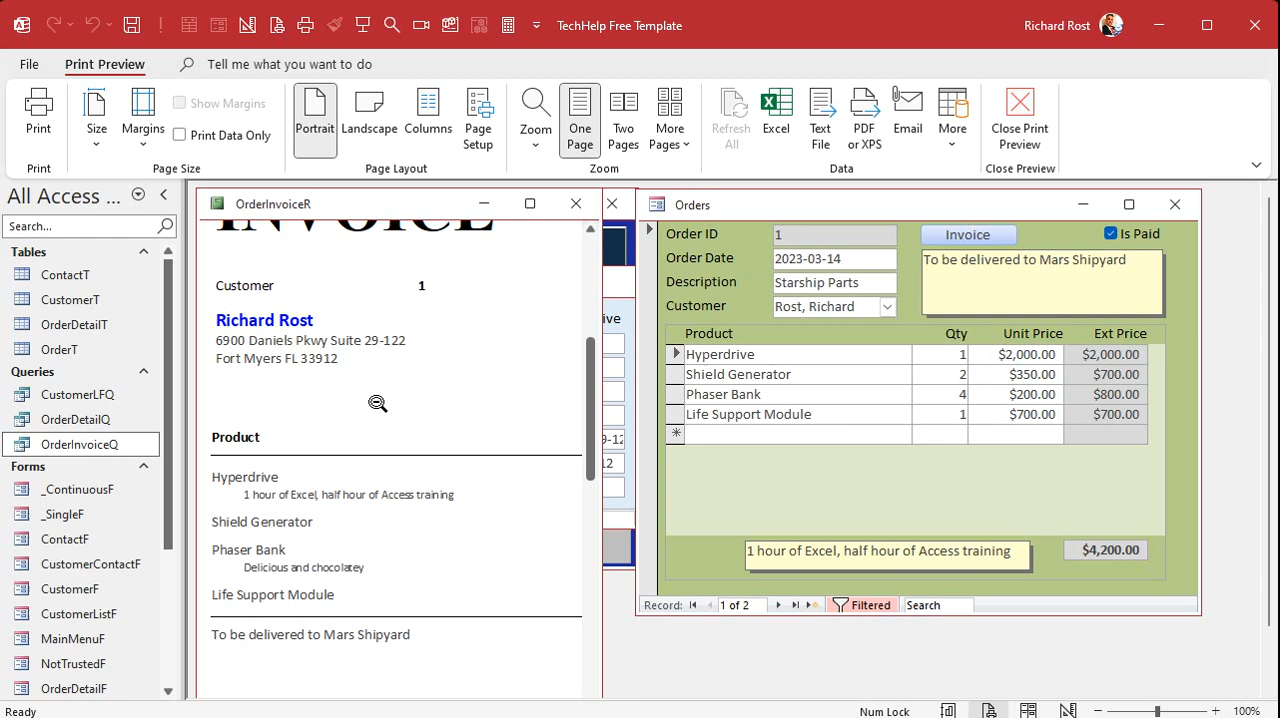 TechHelp Free Template
Richard Rost
File
Print Preview
Tell me what you want to do
Print
Size
Margins
Show Margins
Print Data Only
Portrait
Landscape
Columns
Page
Setup
Zoom
One
Page
Two
Pages
More
Pages
Refresh
All
Excel
Text
File
PDF
or XPS
Email
More
Close Print
Preview
Print
Page Size
Page Layout
Zoom
Data
Close Preview
All Access ...
Search...
Tables
ContactT
CustomerT
OrderDetailT
OrderT
Queries
CustomerLFQ
OrderDetailQ
OrderInvoiceQ
Forms
_ContinuousF
_SingleF
ContactF
CustomerContactF
CustomerF
CustomerListF
MainMenuF
NotTrustedF
OrderDetailF
OrderInvoiceR
INVOICE
Customer 1
Richard Rost
6900 Daniels Pkwy Suite 29-122
Fort Myers FL 33912
Product
Hyperdrive
1 hour of Excel, half hour of Access training
Shield Generator
Phaser Bank
Delicious and chocolatey
Life Support Module
To be delivered to Mars Shipyard
Orders
Order ID 1 Invoice Is Paid
Order Date 2023-03-14
To be delivered to Mars Shipyard
Description Starship Parts
Customer Rost, Richard
Product Qty Unit Price Ext Price
Hyperdrive 1 $2,000.00 $2,000.00
Shield Generator 2 $350.00 $700.00
Phaser Bank 4 $200.00 $800.00
Life Support Module 1 $700.00 $700.00
1 hour of Excel, half hour of Access training $4,200.00
Record: 1 of 2 Filtered Search
Ready
Num Lock
100%